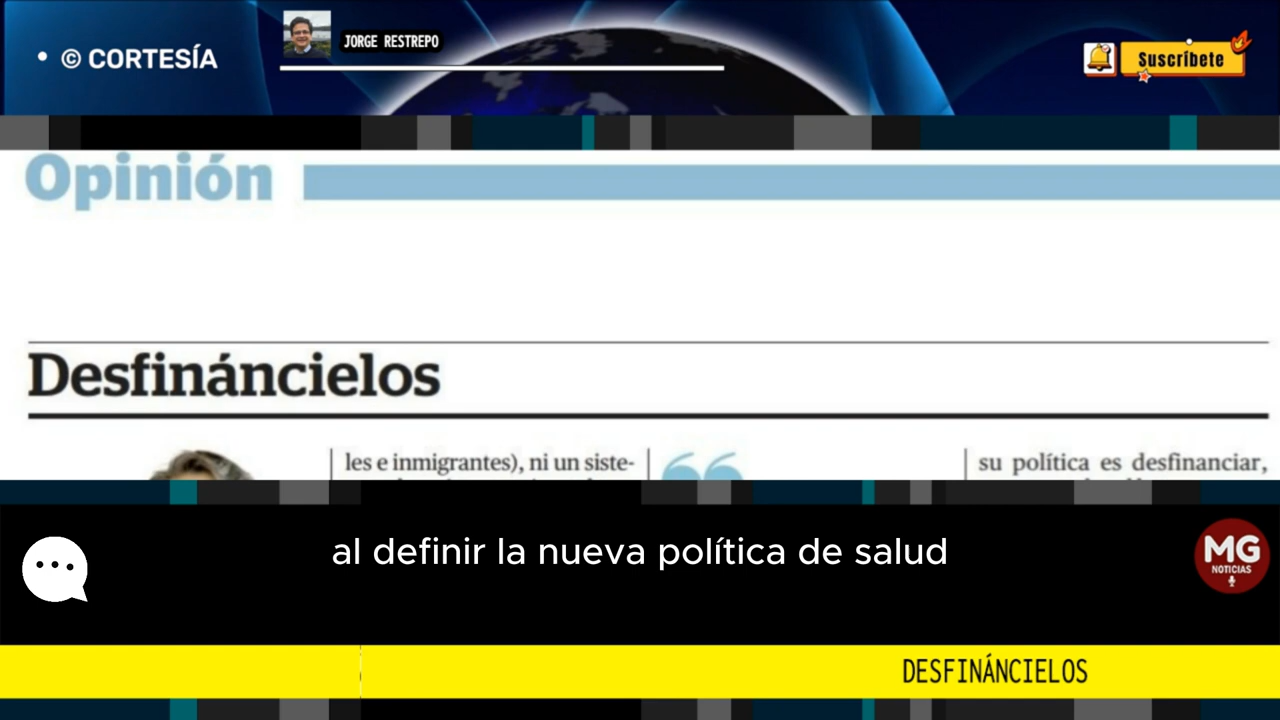 • © CORTESÍA
JORGE RESTREPO
Suscríbete
Opinión
Desfináncielos
les e inmigrantes), ni un siste-
“
su política es desfinanciar,
al definir la nueva política de salud
MG
NOTICIAS
DESFINÁNCIELOS